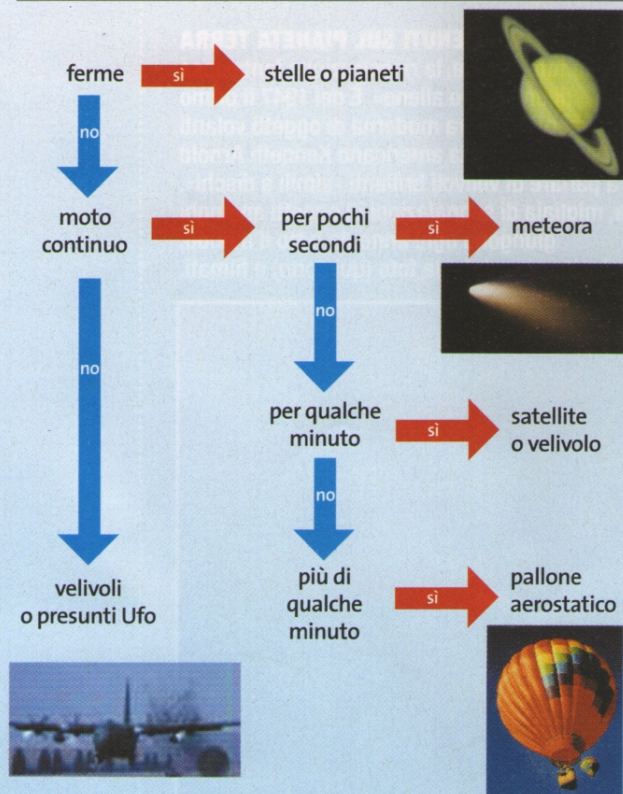 ferme
sì
stelle o pianeti
no
moto
continuo
sì
per pochi
secondi
sì
meteora
no
no
per qualche
minuto
sì
satellite
o velivolo
no
velivoli
o presunti Ufo
più di
qualche
minuto
sì
pallone
aerostatico